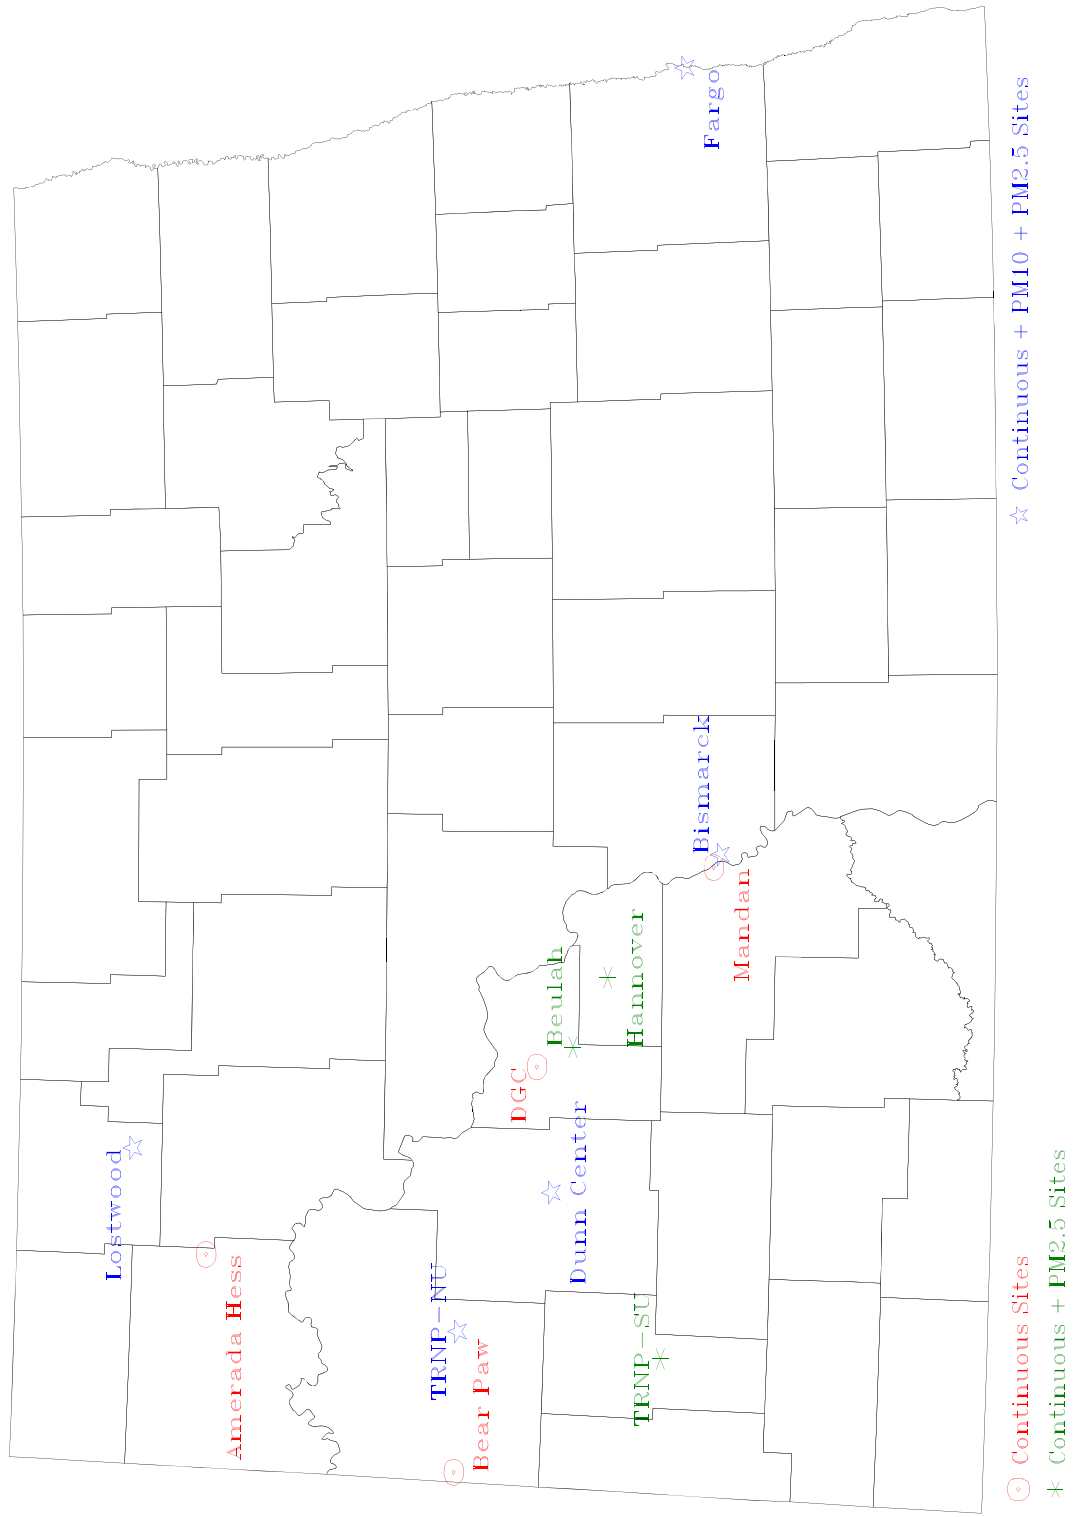 Lostwood
Amerada Hess
TRNP-NU
Bear Paw
DGC
Beulah
Dunn Center
Hannover
TRNP-SU
Bismarck
Mandan
Fargo
Continuous Sites
Continuous + PM10 + PM2.5 Sites
Continuous + PM2.5 Sites